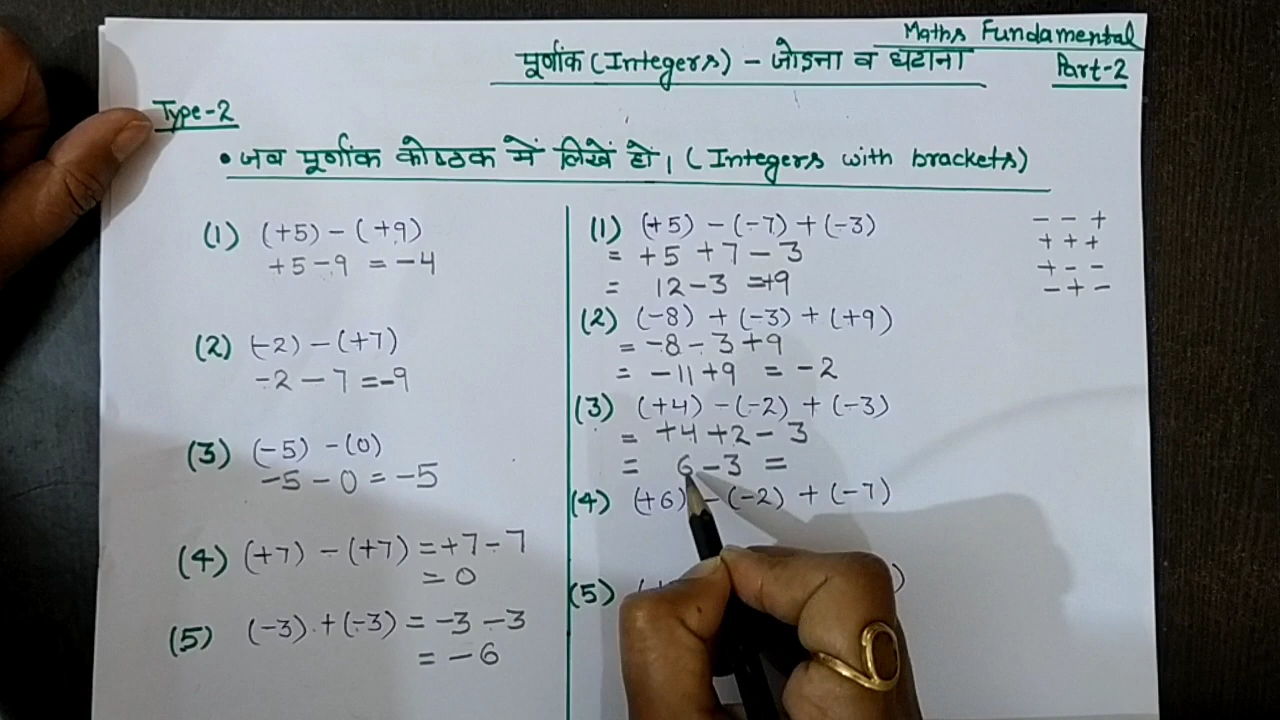 Maths Fundamental
Part-2
पूर्णांक (Integers) - जोडना व घटाना
Type-2
• जब पूर्णांक कोष्ठक में लिखें हों। (Integers with brackets)
(1) (+5) - (+9)
+5 - 9 = -4
(2) (-2) - (+7)
-2 - 7 = -9
(3) (-5) - (0)
-5 - 0 = -5
(4) (+7) - (+7) = +7 - 7
= 0
(5) (-3) + (-3) = -3 - 3
= -6
(1) (+5) - (-7) + (-3)
= +5 + 7 - 3
= 12 - 3 = +9
(2) (-8) + (-3) + (+9)
= -8 - 3 + 9
= -11 + 9 = -2
(3) (+4) - (-2) + (-3)
= +4 + 2 - 3
= 6 - 3 =
(4) (+6) - (-2) + (-7)
(5)
- - +
+ + +
+ - -
- + -